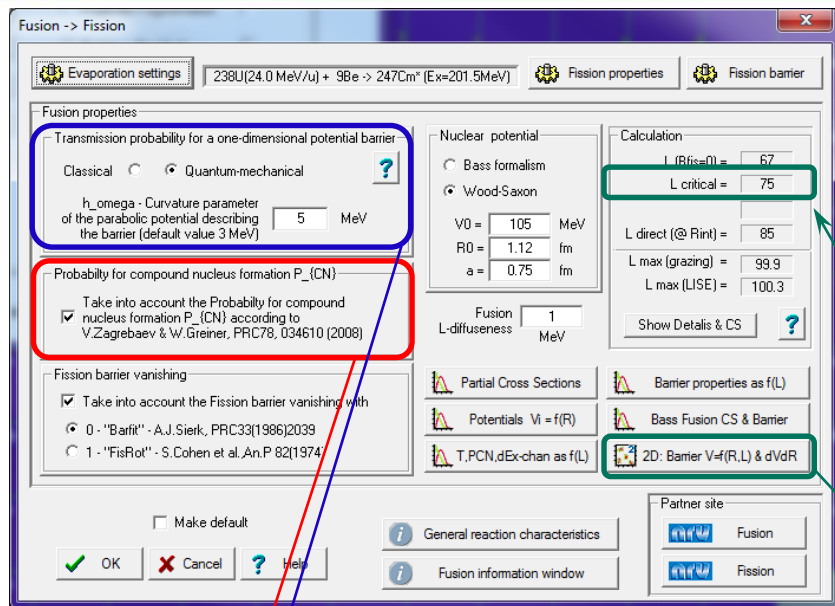 Fusion -> Fission
Evaporation settings
238U(24.0 MeV/u) + 9Be -> 247Cm* (Ex=201.5MeV)
Fission properties
Fission barrier
Fusion properties
Transmission probability for a one-dimensional potential barrier
Classical
Quantum-mechanical
?
h_omega - Curvature parameter
of the parabolic potential describing
the barrier (default value 3 MeV)
5 MeV
Probabilty for compound nucleus formation P_{CN}
Take into account the Probabilty for compound
nucleus formation P_{CN} according to
V.Zagrebaev & W.Greiner, PRC78, 034610 (2008)
Fission barrier vanishing
Take into account the Fission barrier vanishing with
0 - "Barfit" - A.J.Sierk, PRC33(1986)2039
1 - "FisRot" - S.Cohen et al.,An.P 82(1974)
Nuclear potential
Bass formalism
Wood-Saxon
V0 = 105 MeV
R0 = 1.12 fm
a = 0.75 fm
Fusion
L-diffuseness
1
MeV
Calculation
L (Bfis=0) = 67
L critical = 75
L direct (@ Rint) = 85
L max (grazing) = 99.9
L max (LISE) = 100.3
Show Detalis & CS
?
Partial Cross Sections
Barrier properties as f(L)
Potentials Vi = f(R)
Bass Fusion CS & Barrier
T,PCN,dEx-chan as f(L)
2D: Barrier V=f(R,L) & dVdR
Make default
OK
Cancel
? Help
General reaction characteristics
Fusion information window
Partner site
nrv Fusion
nrv Fission